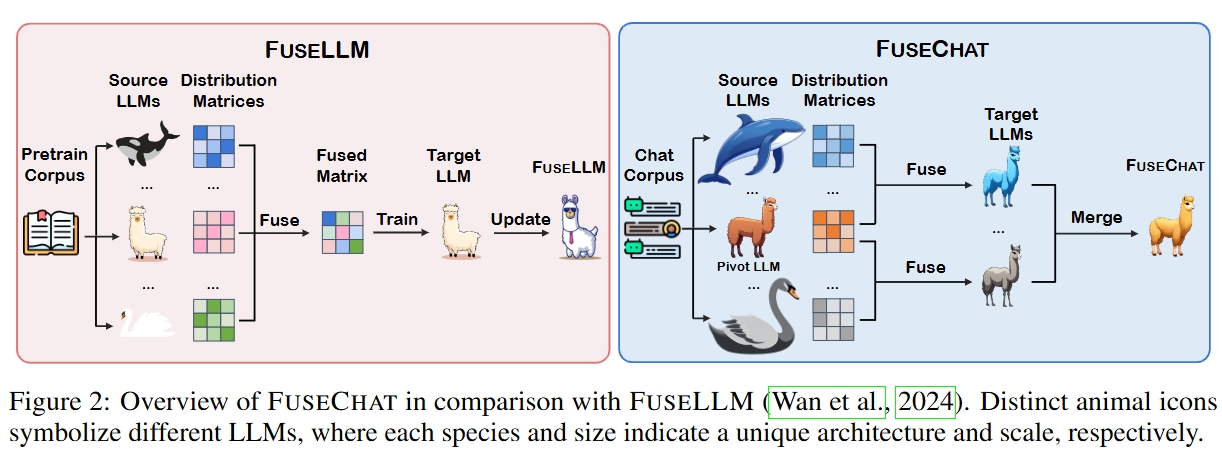 FUSELLM
Source
LLMs
Distribution
Matrices
Pretrain
Corpus
...
...
Fuse
Fused
Matrix
Train
Target
LLM
Update
FUSELLM
...
...
FUSECHAT
Source
LLMs
Distribution
Matrices
Chat
Corpus
...
...
Pivot LLM
...
...
Fuse
Fuse
Target
LLMs
...
Merge
FUSECHAT
Figure 2: Overview of FUSECHAT in comparison with FUSELLM (Wan et al., 2024). Distinct animal icons
symbolize different LLMs, where each species and size indicate a unique architecture and scale, respectively.